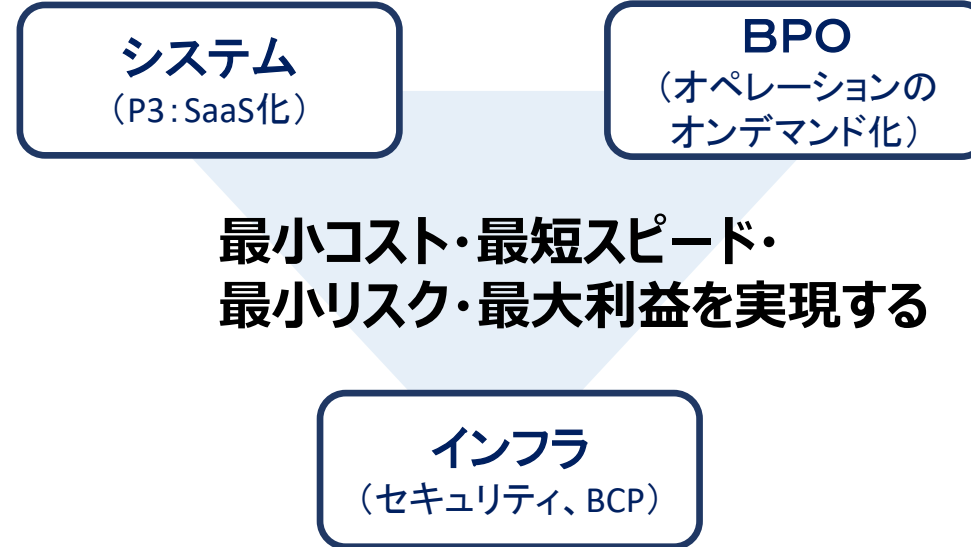 システム
（P3：SaaS化）
ＢＰＯ
（オペレーションの
オンデマンド化）
最小コスト・最短スピード・
最小リスク・最大利益を実現する
インフラ
（セキュリティ、BCP）